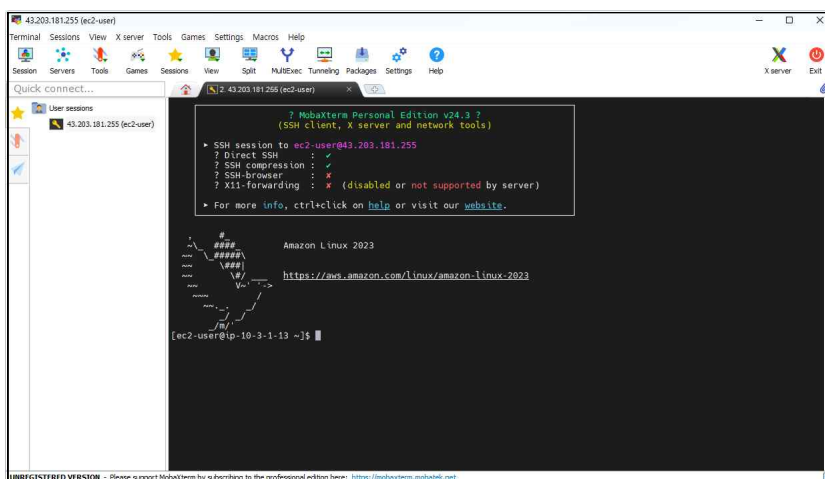 43.203.181.255 (ec2-user)
Terminal Sessions View X server Tools Games Settings Macros Help
Session Servers Tools Games Sessions View Split MultiExec Tunneling Packages Settings Help X server Exit
Quick connect... 2. 43.203.181.255 (ec2-user)
User sessions
43.203.181.255 (ec2-user)
? MobaXterm Personal Edition v24.3 ?
(SSH client, X server and network tools)
► SSH session to ec2-user@43.203.181.255
? Direct SSH : ✔
? SSH compression : ✔
? SSH-browser : ✘
? X11-forwarding : ✘ (disabled or not supported by server)
► For more info, ctrl+click on help or visit our website.
, #_
~\_ ####_ Amazon Linux 2023
~~ \_#####\
~~ \###|
~~ \#/ ___ https://aws.amazon.com/linux/amazon-linux-2023
~~ V~' '->
~~~ /
~~._. _/
_/ _/
_/m/'
[ec2-user@ip-10-3-1-13 ~]$
UNREGISTERED VERSION - Please support MobaXterm by subscribing to the professional edition here: https://mobaxterm.mobatek.net